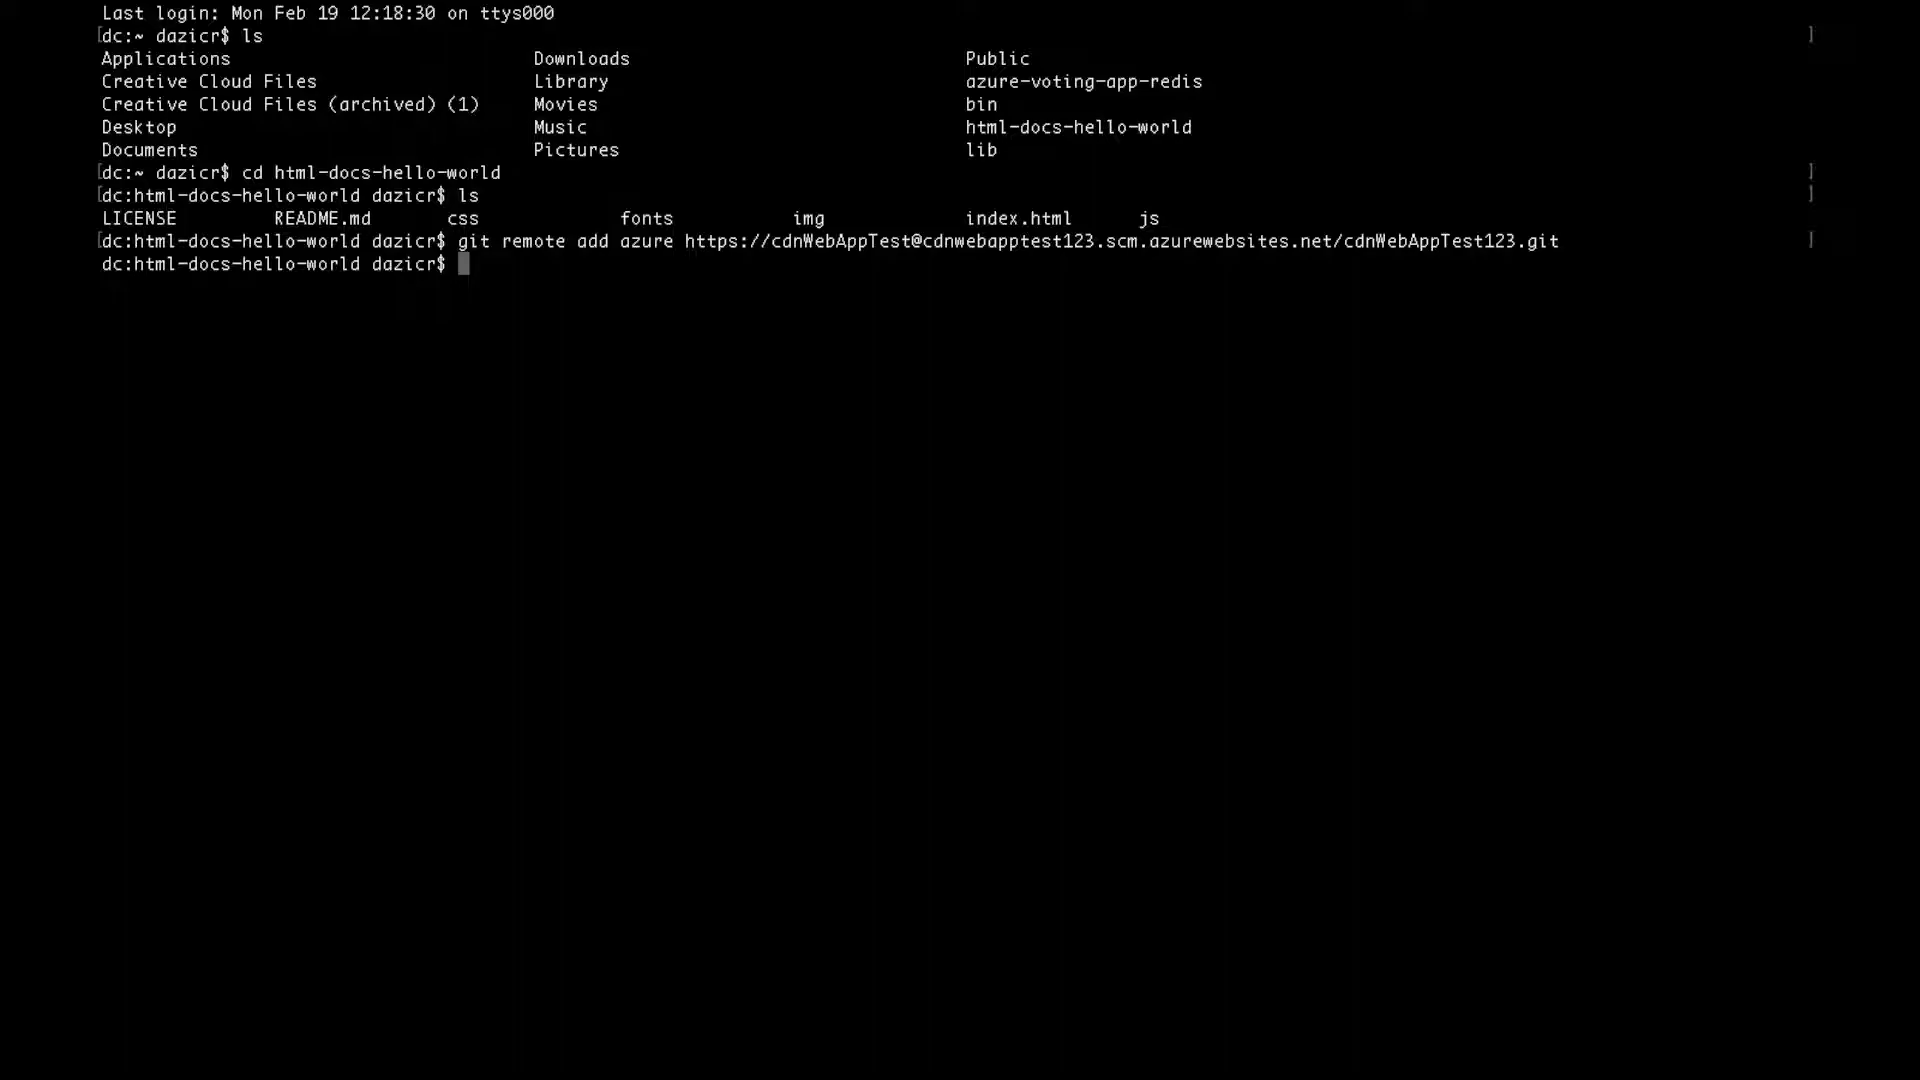 Last login: Mon Feb 19 12:18:30 on ttys000
[dc:~ dazicr$ ls ]
Applications Downloads Public
Creative Cloud Files Library azure-voting-app-redis
Creative Cloud Files (archived) (1) Movies bin
Desktop Music html-docs-hello-world
Documents Pictures lib
[dc:~ dazicr$ cd html-docs-hello-world ]
[dc:html-docs-hello-world dazicr$ ls ]
LICENSE README.md css fonts img index.html js
[dc:html-docs-hello-world dazicr$ git remote add azure https://cdnWebAppTest@cdnwebapptest123.scm.azurewebsites.net/cdnWebAppTest123.git ]
dc:html-docs-hello-world dazicr$